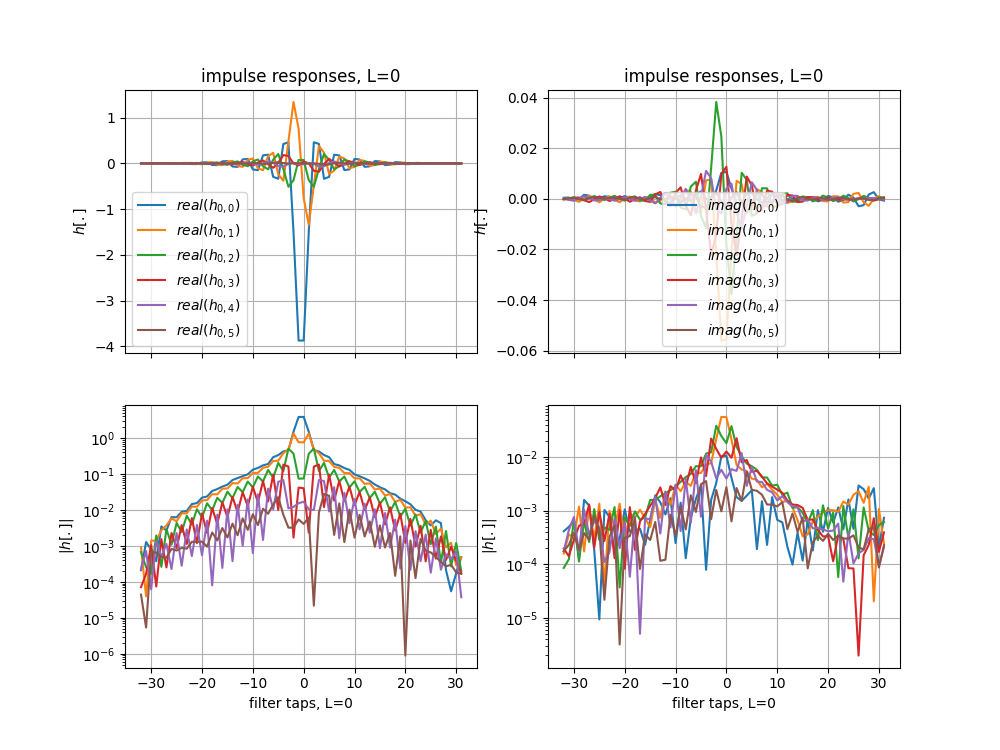 impulse responses, L=0
impulse responses, L=0
h[.]
1
0
−1
−2
−3
−4
real(h0,0)
real(h0,1)
real(h0,2)
real(h0,3)
real(h0,4)
real(h0,5)
h[.]
0.04
0.02
0.00
−0.02
−0.04
−0.06
imag(h0,0)
imag(h0,1)
imag(h0,2)
imag(h0,3)
imag(h0,4)
imag(h0,5)
|h[.]|
10^0
10^−1
10^−2
10^−3
10^−4
10^−5
10^−6
−30 −20 −10 0 10 20 30
filter taps, L=0
|h[.]|
10^−2
10^−3
10^−4
10^−5
−30 −20 −10 0 10 20 30
filter taps, L=0